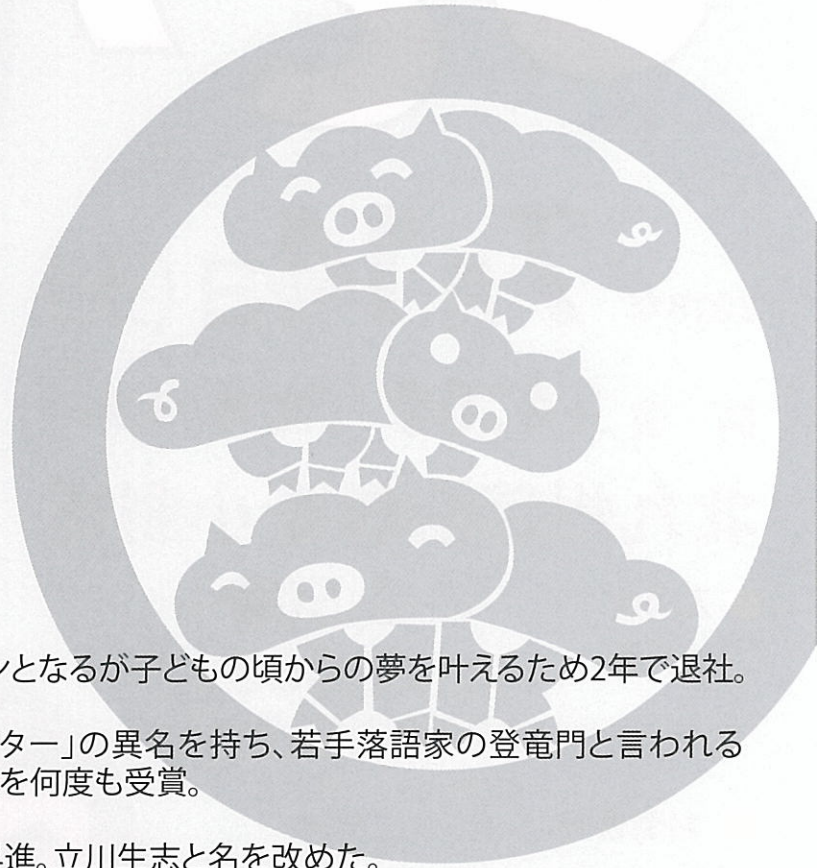 ンとなるが子どもの頃からの夢を叶えるため2年で退社。
ター」の異名を持ち、若手落語家の登竜門と言われる
を何度も受賞。
進。立川生志と名を改めた。